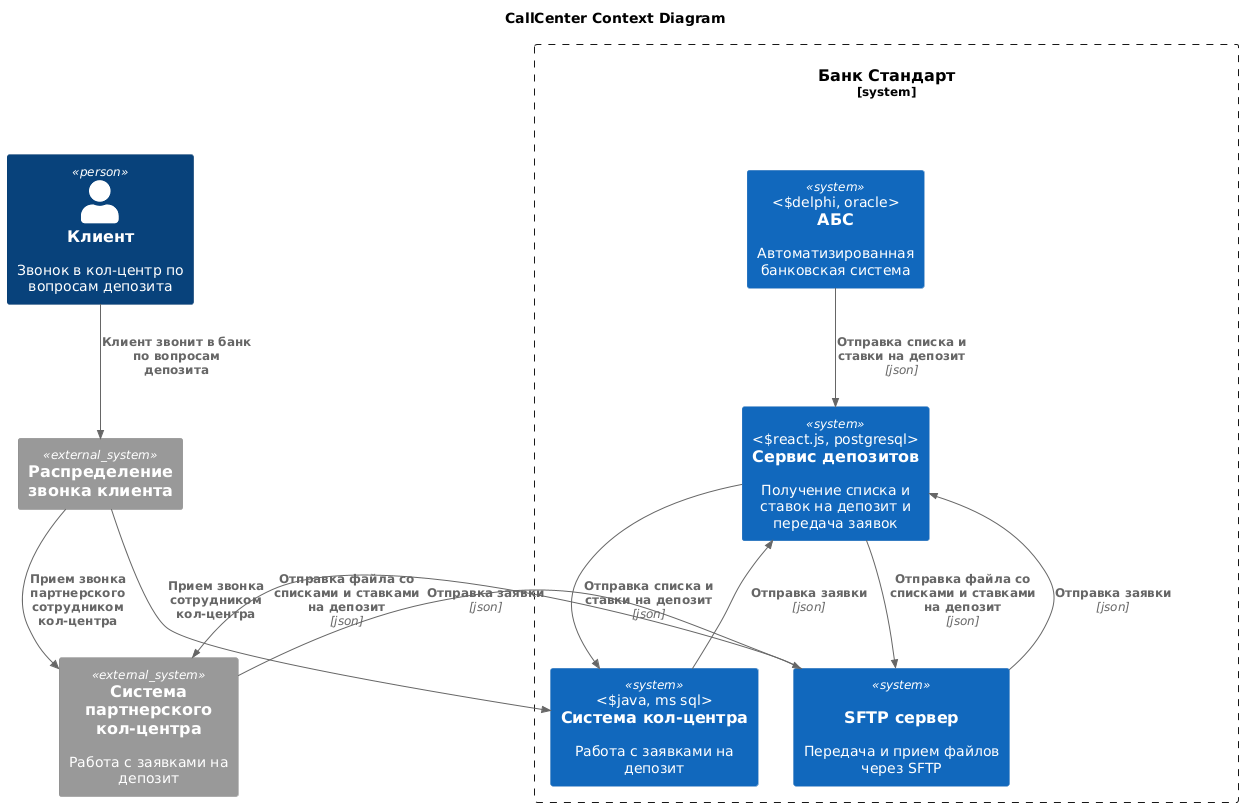 CallCenter Context Diagram
Банк Стандарт
[system]
«person»
Клиент
Звонок в кол-центр по
вопросам депозита
«system»
<$delphi, oracle>
АБС
Автоматизированная
банковская система
Клиент звонит в банк
по вопросам
депозита
Отправка списка и
ставки на депозит
[json]
«external_system»
Распределение
звонка клиента
«system»
<$react.js, postgresql>
Сервис депозитов
Получение списка и
ставок на депозит и
передача заявок
Прием звонка
партнерского
сотрудником
кол-центра
Прием звонка
сотрудником
кол-центра
Отправка файла со
списками и ставками
на депозит
[json]
Отправка заявки
[json]
Отправка списка и
ставки на депозит
[json]
Отправка заявки
[json]
Отправка файла со
списками и ставками
на депозит
[json]
Отправка заявки
[json]
«external_system»
Система
партнерского
кол-центра
Работа с заявками на
депозит
«system»
<$java, ms sql>
Система кол-центра
Работа с заявками на
депозит
«system»
SFTP сервер
Передача и прием файлов
через SFTP